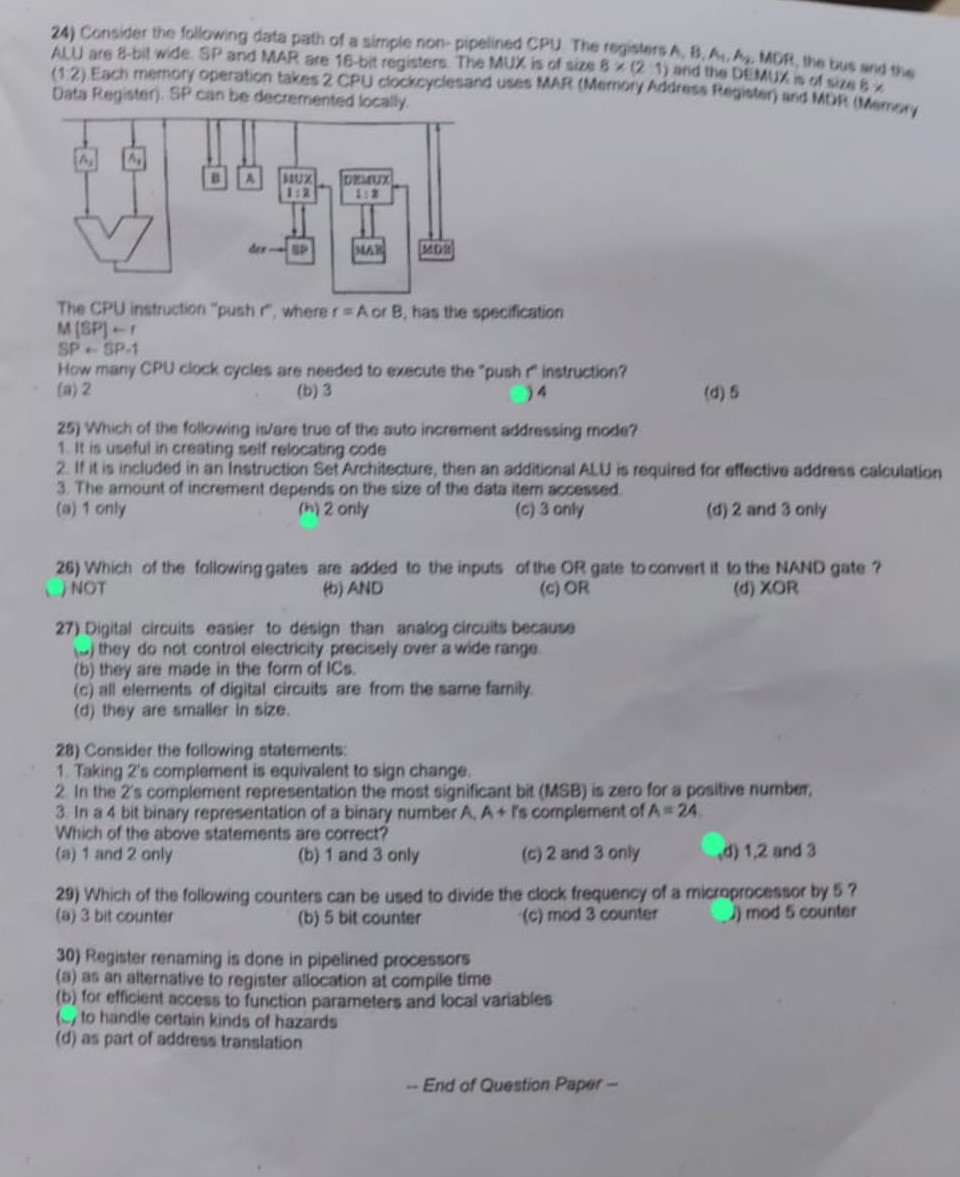 24) Consider the following data path of a simple non- pipelined CPU. The registers A, B, A₁, A₂, MDR, the bus and the
ALU are 8-bit wide. SP and MAR are 16-bit registers. The MUX is of size 8 × (2 :1) and the DEMUX is of size 8 ×
(1:2) Each memory operation takes 2 CPU clockcyclesand uses MAR (Memory Address Register) and MDR (Memory
Data Register). SP can be decremented locally.
B A MUX 1:2 DEMUX 1:2
der SP MAR MDR
The CPU instruction "push r", where r = A or B, has the specification
M [SP] ← r
SP ← SP-1
How many CPU clock cycles are needed to execute the "push r" instruction?
(a) 2 (b) 3 ) 4 (d) 5
25) Which of the following is/are true of the auto increment addressing mode?
1. It is useful in creating self relocating code
2. If it is included in an Instruction Set Architecture, then an additional ALU is required for effective address calculation
3. The amount of increment depends on the size of the data item accessed.
(a) 1 only (b) 2 only (c) 3 only (d) 2 and 3 only
26) Which of the following gates are added to the inputs of the OR gate to convert it to the NAND gate ?
) NOT (b) AND (c) OR (d) XOR
27) Digital circuits easier to design than analog circuits because
) they do not control electricity precisely over a wide range.
(b) they are made in the form of ICs.
(c) all elements of digital circuits are from the same family.
(d) they are smaller in size.
28) Consider the following statements:
1. Taking 2's complement is equivalent to sign change.
2. In the 2's complement representation the most significant bit (MSB) is zero for a positive number,
3. In a 4 bit binary representation of a binary number A, A + I's complement of A = 24.
Which of the above statements are correct?
(a) 1 and 2 only (b) 1 and 3 only (c) 2 and 3 only d) 1,2 and 3
29) Which of the following counters can be used to divide the clock frequency of a microprocessor by 5 ?
(a) 3 bit counter (b) 5 bit counter (c) mod 3 counter ) mod 5 counter
30) Register renaming is done in pipelined processors
(a) as an alternative to register allocation at compile time
(b) for efficient access to function parameters and local variables
) to handle certain kinds of hazards
(d) as part of address translation
-- End of Question Paper --